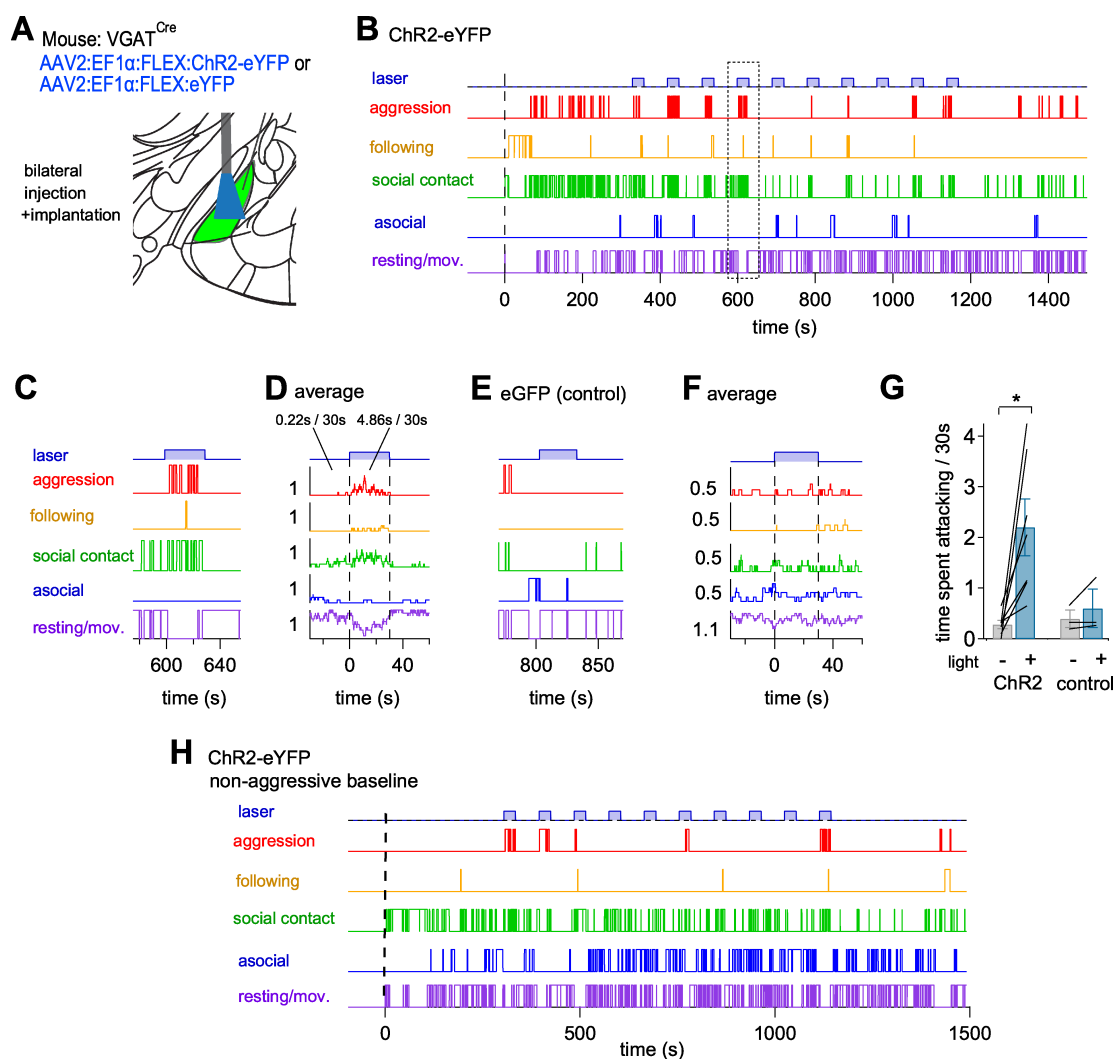 A
Mouse: VGATCre
AAV2:EF1α:FLEX:ChR2-eYFP or
AAV2:EF1α:FLEX:eYFP
bilateral
injection
+implantation
B ChR2-eYFP
laser
aggression
following
social contact
asocial
resting/mov.
0 200 400 600 800 1000 1200 1400
time (s)
C
laser
aggression
following
social contact
asocial
resting/mov.
600 640
time (s)
D average
0.22s / 30s 4.86s / 30s
1
1
1
1
1
0 40
time (s)
E eGFP (control)
800 850
time (s)
F average
0.5
0.5
0.5
0.5
1.1
0 40
time (s)
G
*
time spent attacking / 30s
4
3
2
1
0
light - + - +
ChR2 control
H ChR2-eYFP
non-aggressive baseline
laser
aggression
following
social contact
asocial
resting/mov.
0 500 1000 1500
time (s)